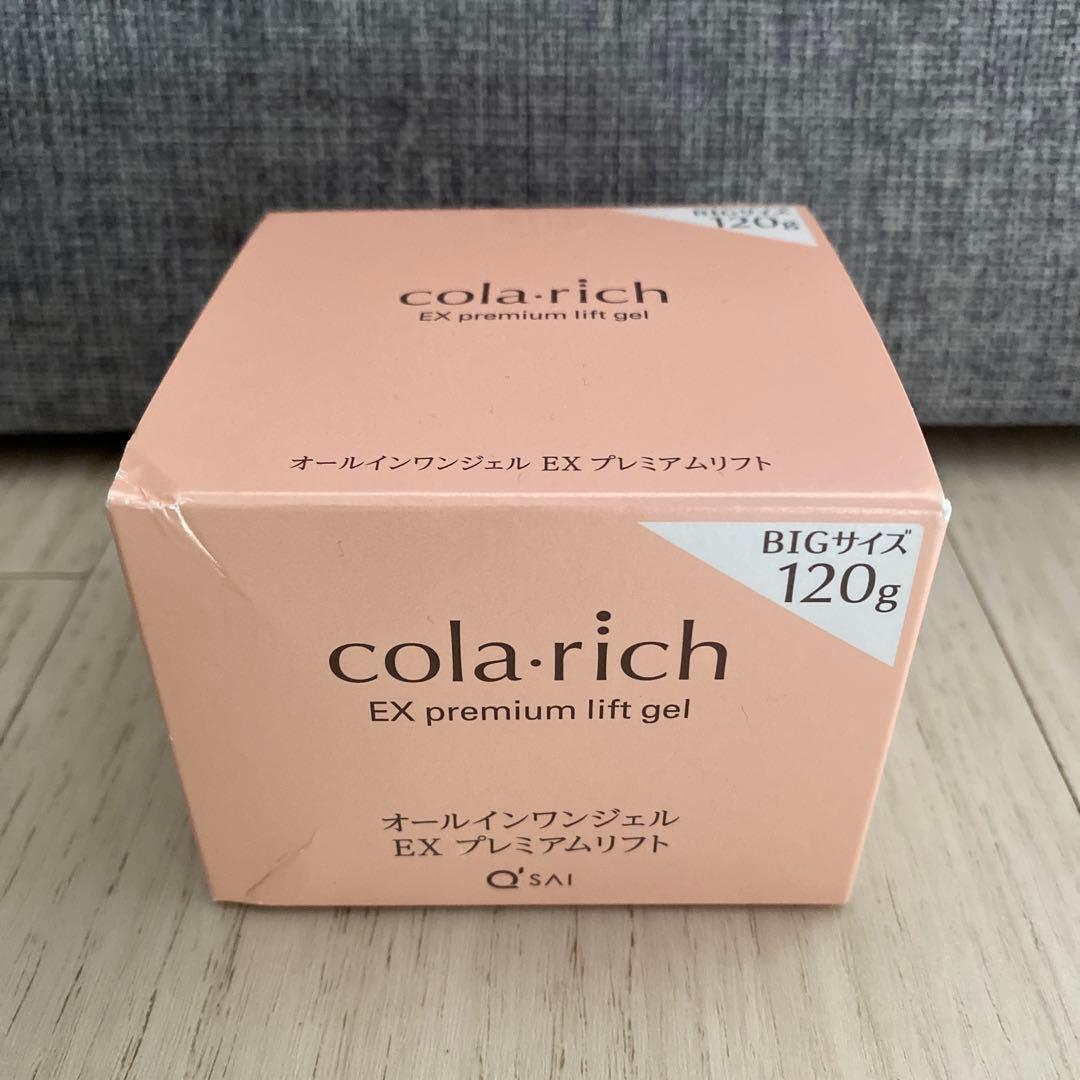 BIGサイズ
120g
cola·rich
EX premium lift gel
オールインワンジェル EX プレミアムリフト
BIGサイズ
120g
cola·rich
EX premium lift gel
オールインワンジェル
EX プレミアムリフト
Q'SAI